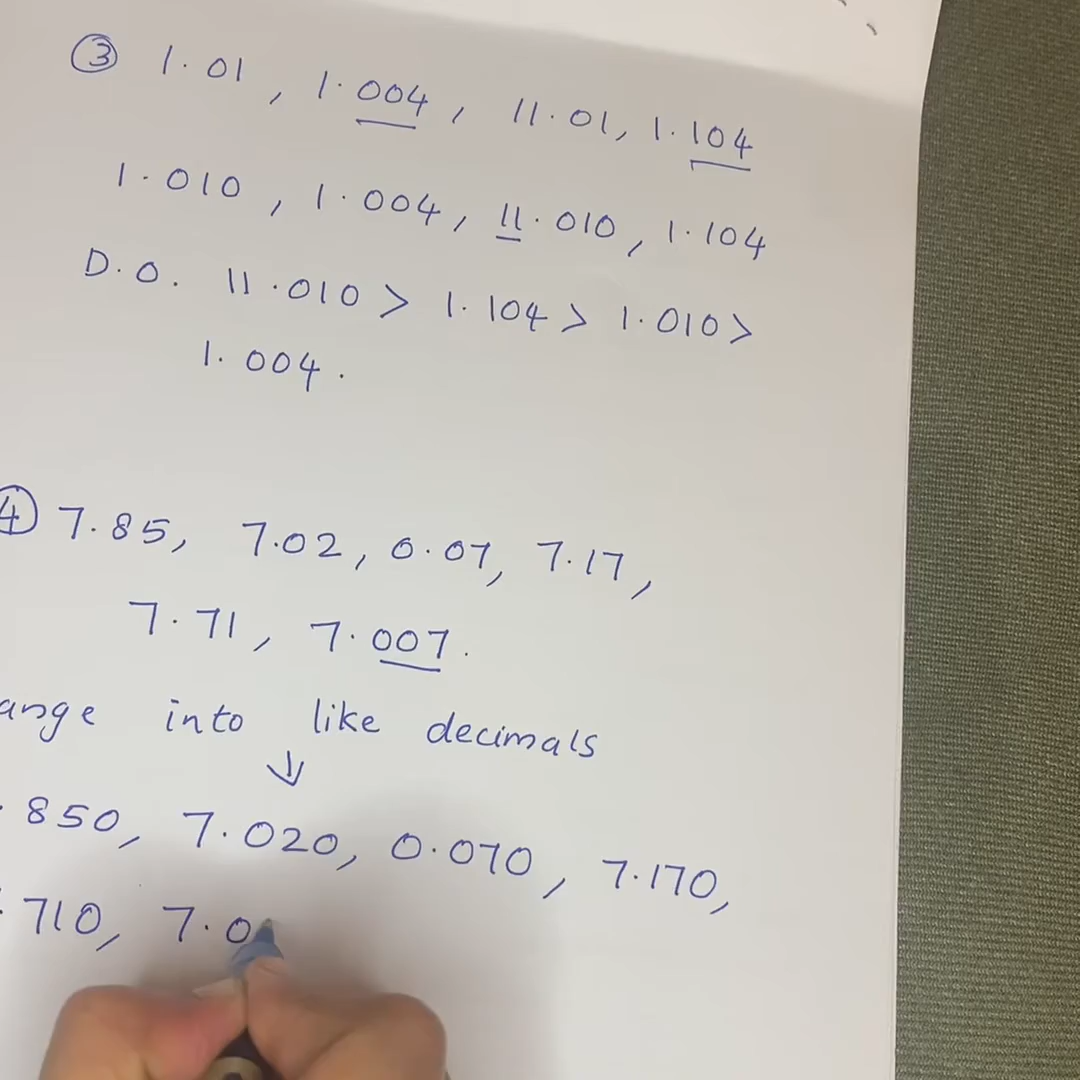 ③ 1.01, 1.004, 11.01, 1.104
1.010, 1.004, 11.010, 1.104
D.O. 11.010 > 1.104 > 1.010 >
1.004.
④ 7.85, 7.02, 0.07, 7.17,
7.71, 7.007.
ange into like decimals
.850, 7.020, 0.070, 7.170,
.710, 7.0